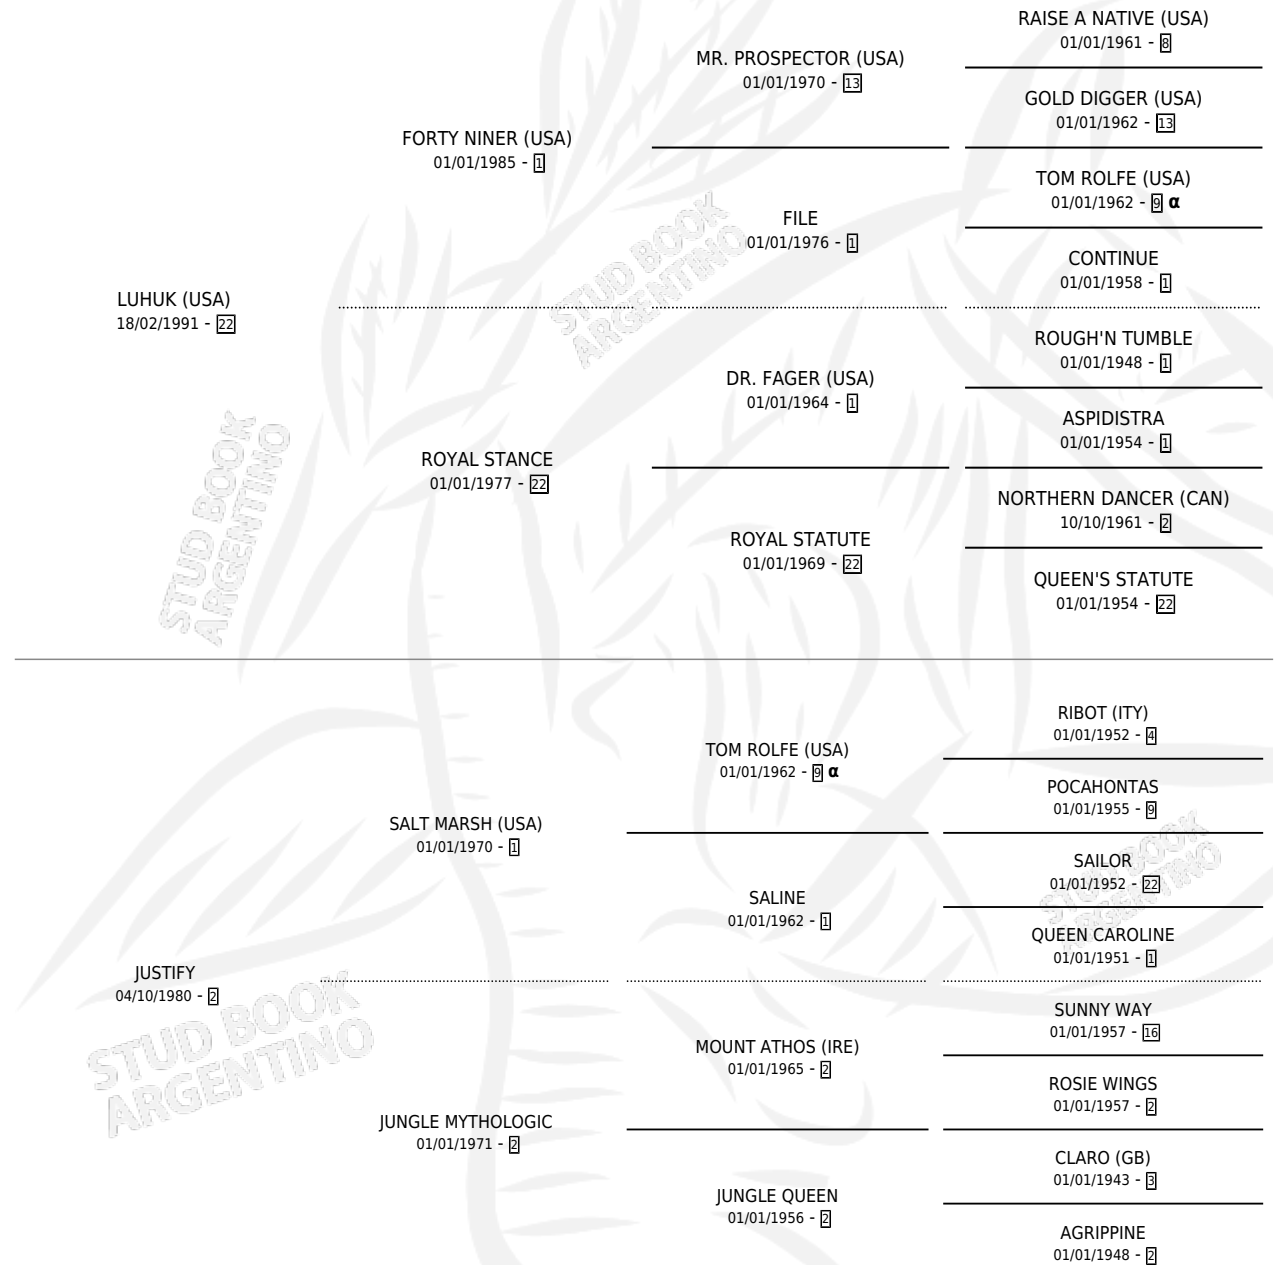 RAISE A NATIVE (USA)
01/01/1961 - 8
MR. PROSPECTOR (USA)
01/01/1970 - 13
GOLD DIGGER (USA)
01/01/1962 - 13
FORTY NINER (USA)
01/01/1985 - 1
TOM ROLFE (USA)
01/01/1962 - 9 α
FILE
01/01/1976 - 1
CONTINUE
01/01/1958 - 1
LUHUK (USA)
18/02/1991 - 22
ROUGH'N TUMBLE
01/01/1948 - 1
DR. FAGER (USA)
01/01/1964 - 1
ASPIDISTRA
01/01/1954 - 1
ROYAL STANCE
01/01/1977 - 22
NORTHERN DANCER (CAN)
10/10/1961 - 2
ROYAL STATUTE
01/01/1969 - 22
QUEEN'S STATUTE
01/01/1954 - 22
RIBOT (ITY)
01/01/1952 - 4
TOM ROLFE (USA)
01/01/1962 - 9 α
POCAHONTAS
01/01/1955 - 9
SALT MARSH (USA)
01/01/1970 - 1
SAILOR
01/01/1952 - 22
SALINE
01/01/1962 - 1
QUEEN CAROLINE
01/01/1951 - 1
JUSTIFY
04/10/1980 - 2
SUNNY WAY
01/01/1957 - 16
MOUNT ATHOS (IRE)
01/01/1965 - 2
ROSIE WINGS
01/01/1957 - 2
JUNGLE MYTHOLOGIC
01/01/1971 - 2
CLARO (GB)
01/01/1943 - 3
JUNGLE QUEEN
01/01/1956 - 2
AGRIPPINE
01/01/1948 - 2
STUD BOOK
ARGENTINO
STUD BOOK
ARGENTINO
STUD BOOK
ARGENTINO
STUD BOOK
ARGENTINO